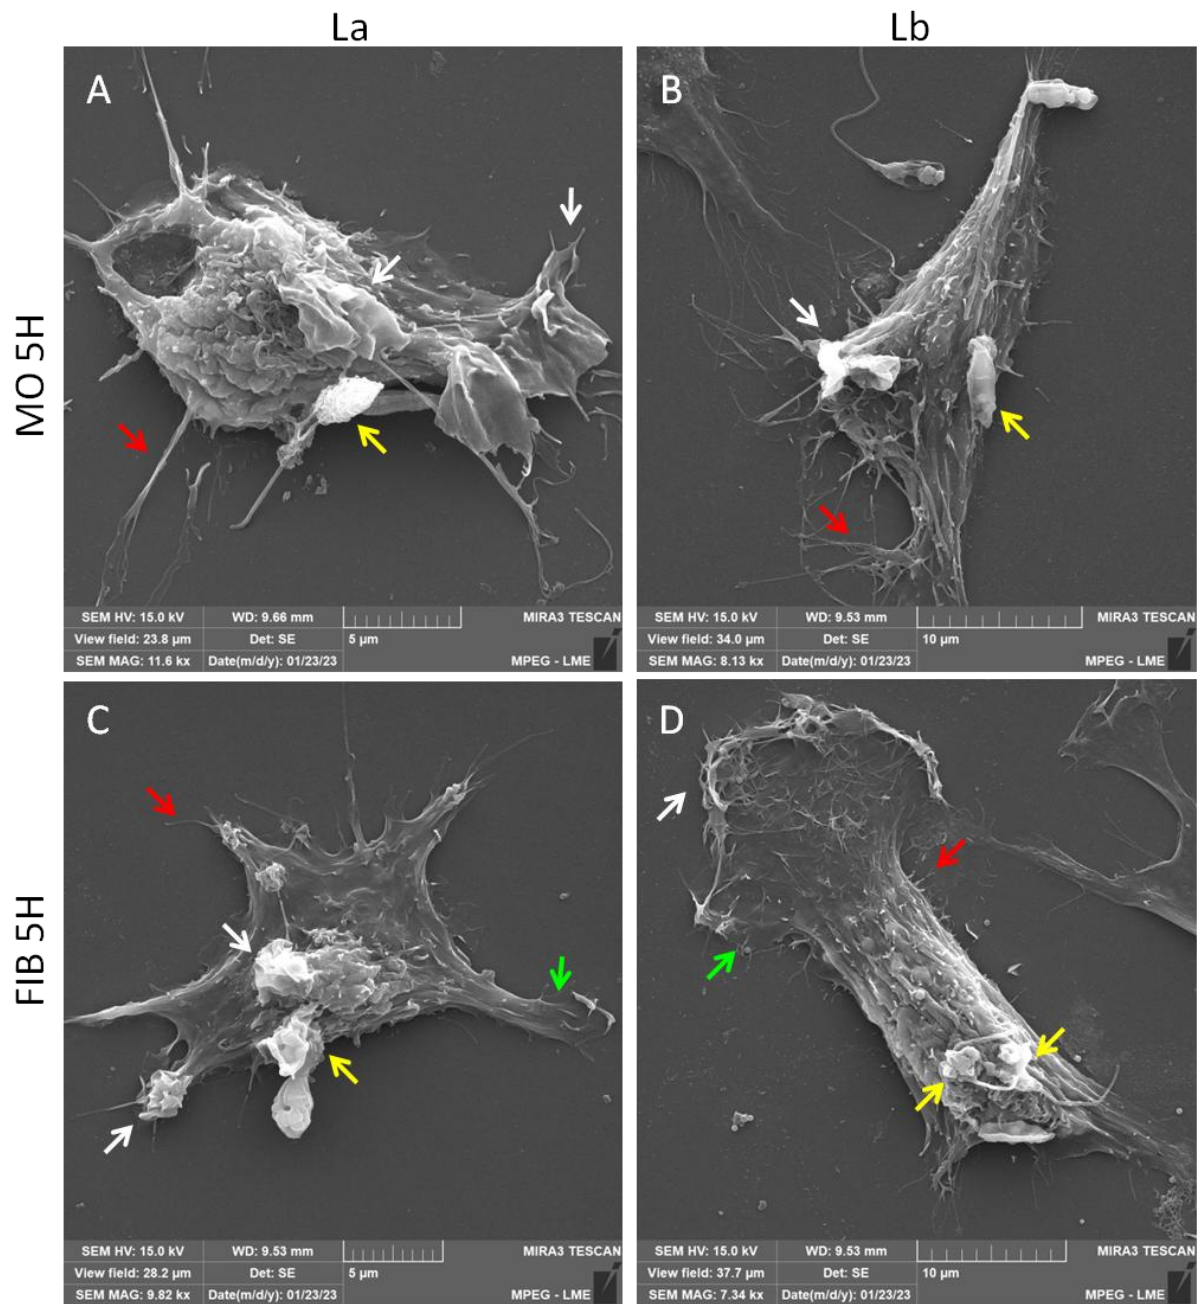 La
Lb
MO 5H
A
SEM HV: 15.0 kV WD: 9.66 mm MIRA3 TESCAN
View field: 23.8 µm Det: SE 5 µm
SEM MAG: 11.6 kx Date(m/d/y): 01/23/23 MPEG - LME
B
SEM HV: 15.0 kV WD: 9.53 mm MIRA3 TESCAN
View field: 34.0 µm Det: SE 10 µm
SEM MAG: 8.13 kx Date(m/d/y): 01/23/23 MPEG - LME
FIB 5H
C
SEM HV: 15.0 kV WD: 9.53 mm MIRA3 TESCAN
View field: 28.2 µm Det: SE 5 µm
SEM MAG: 9.82 kx Date(m/d/y): 01/23/23 MPEG - LME
D
SEM HV: 15.0 kV WD: 9.53 mm MIRA3 TESCAN
View field: 37.7 µm Det: SE 10 µm
SEM MAG: 7.34 kx Date(m/d/y): 01/23/23 MPEG - LME